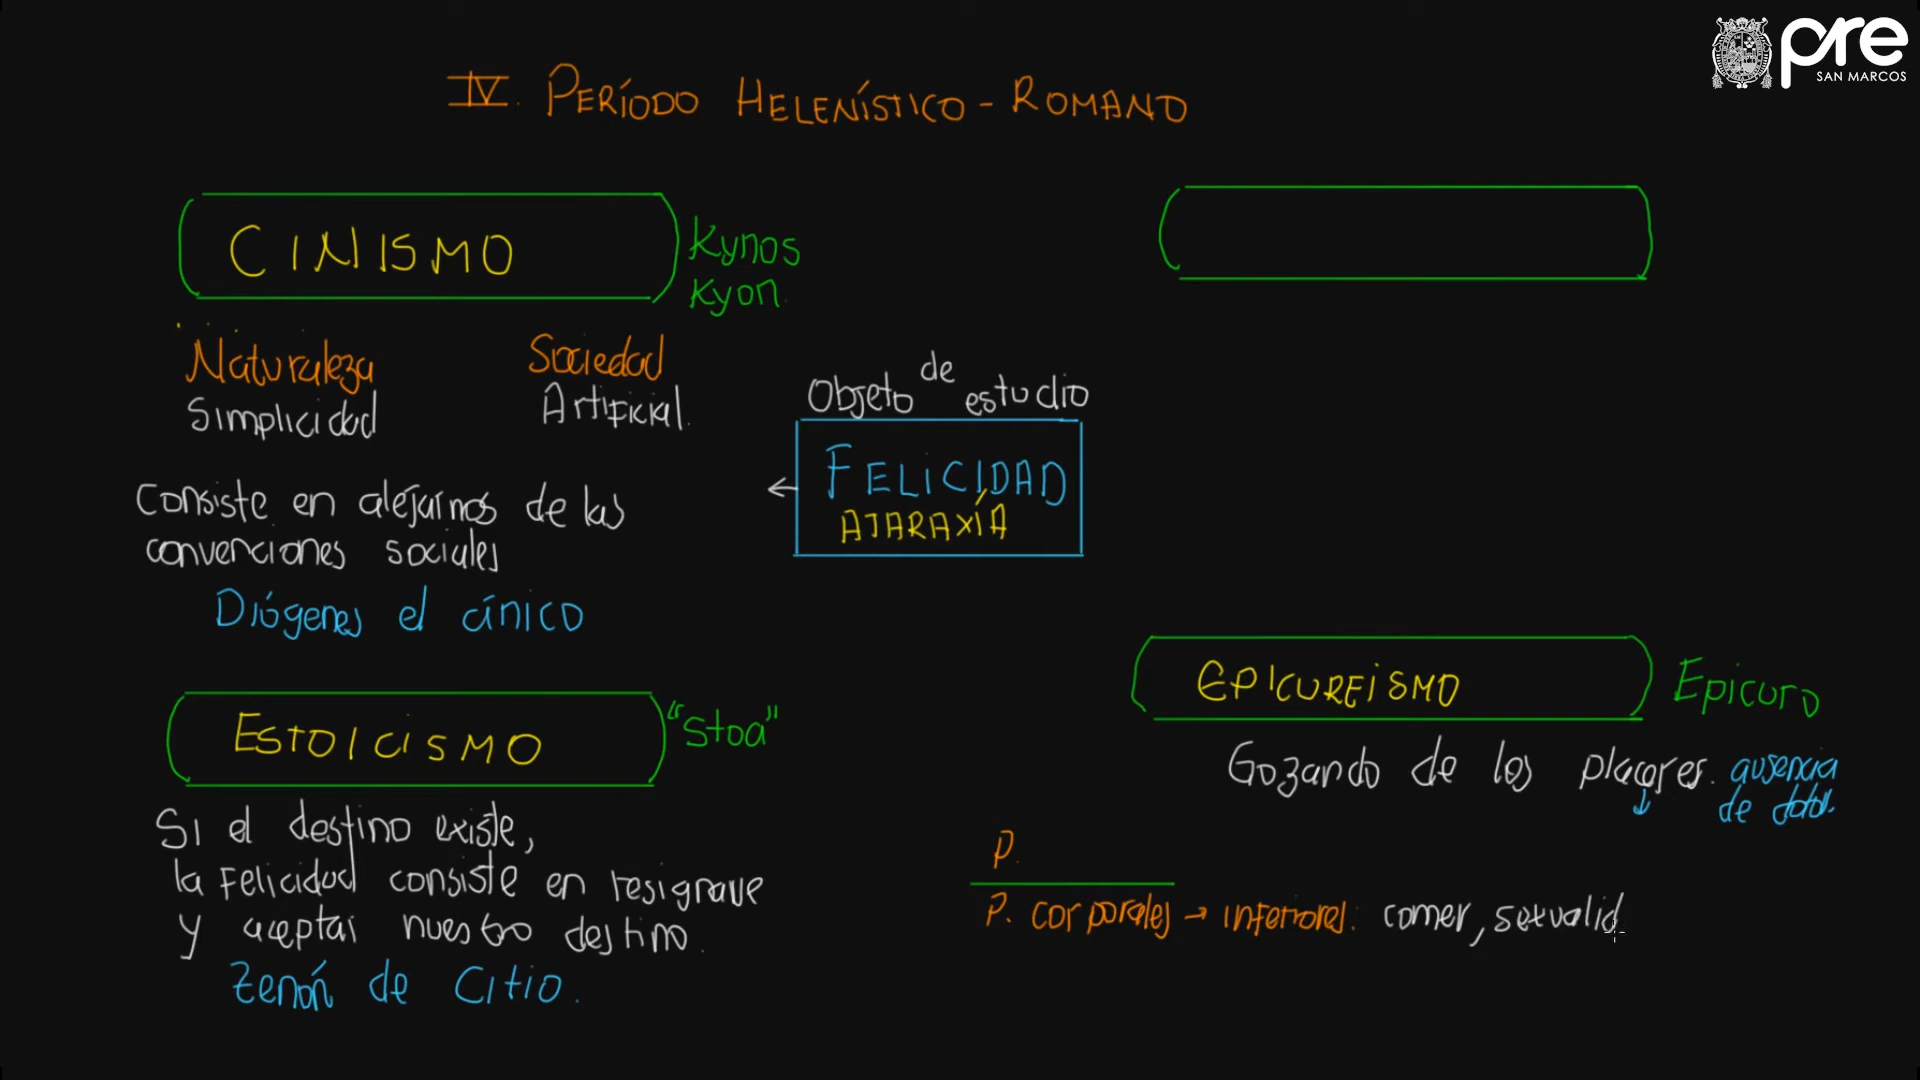 pre
SAN MARCOS
IV. PERÍODO HELENÍSTICO - ROMANO
CINISMO
Kynos
Kyon.
Naturaleza
Simplicidad
Sociedad
Artificial.
Consiste en alejarnos de las
convenciones sociales
Diógenes el cínico
Objeto de estudio
FELICIDAD
ATARAXÍA
ESTOICISMO
"Stoa"
Si el destino existe,
la felicidad consiste en resignarse
y aceptar nuestro destino.
Zenón de Citio.
EPICUREISMO
Epicuro
Gozando de los placeres. ausencia
de dolor.
P.
P. corporales → inferiores: comer, sexualid